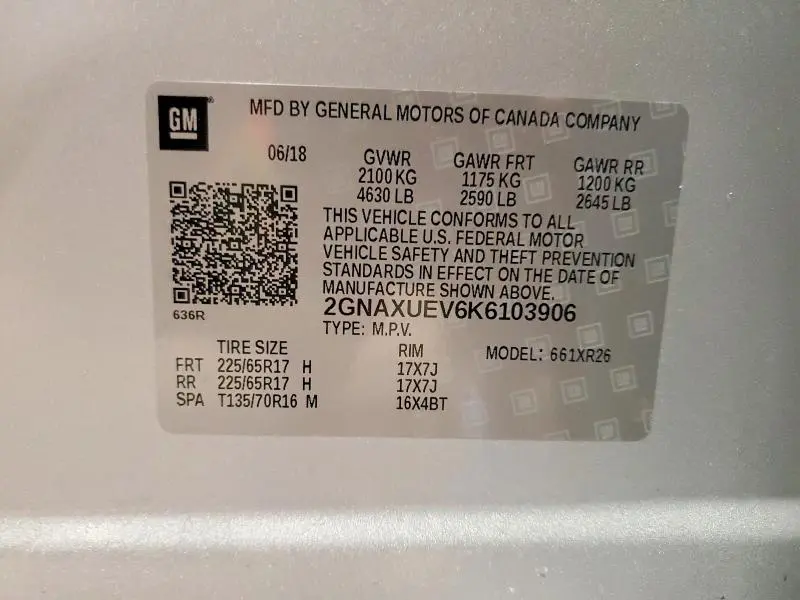 GM
MFD BY GENERAL MOTORS OF CANADA COMPANY
06/18
GVWR GAWR FRT GAWR RR
2100 KG 1175 KG 1200 KG
4630 LB 2590 LB 2645 LB
THIS VEHICLE CONFORMS TO ALL
APPLICABLE U.S. FEDERAL MOTOR
VEHICLE SAFETY AND THEFT PREVENTION
STANDARDS IN EFFECT ON THE DATE OF
MANUFACTURE SHOWN ABOVE.
636R
2GNAXUEV6K6103906
TYPE: M.P.V.
TIRE SIZE RIM MODEL: 661XR26
FRT 225/65R17 H 17X7J
RR 225/65R17 H 17X7J
SPA T135/70R16 M 16X4BT